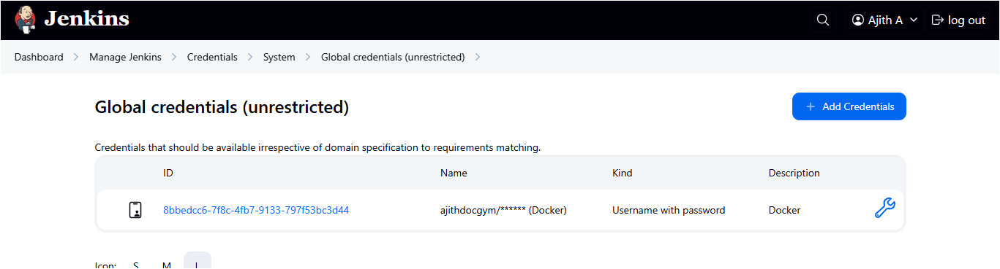 Jenkins
Ajith A
log out
Dashboard > Manage Jenkins > Credentials > System > Global credentials (unrestricted) >
Global credentials (unrestricted)
+ Add Credentials
Credentials that should be available irrespective of domain specification to requirements matching.
ID Name Kind Description
8bbedcc6-7f8c-4fb7-9133-797f53bc3d44 ajithdocgym/****** (Docker) Username with password Docker
Icon: S M L